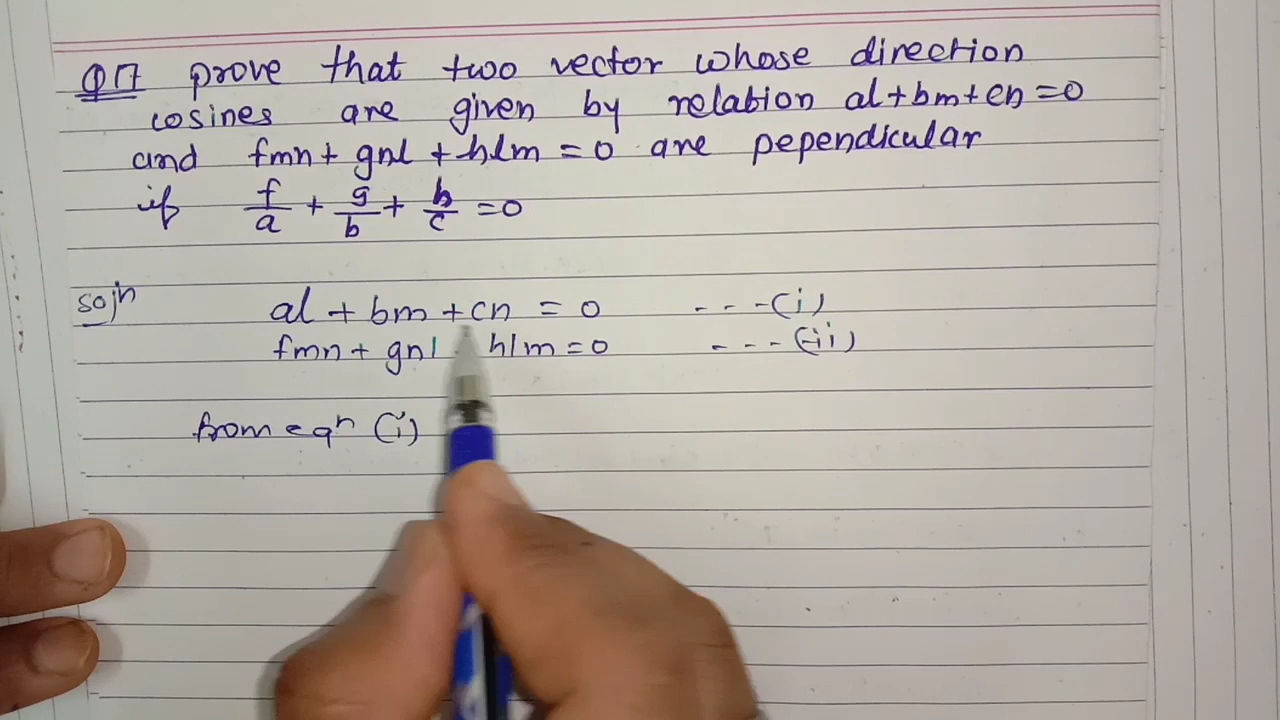 Q17 prove that two vector whose direction
cosines are given by relation al+bm+cn=0
and fmn+gnl+hlm=0 are pependicular
if f/a + g/b + h/c =0
soln al + bm + cn = 0 - - - (i)
fmn + gnl hlm = 0 - - - (ii)
from eqn (i)